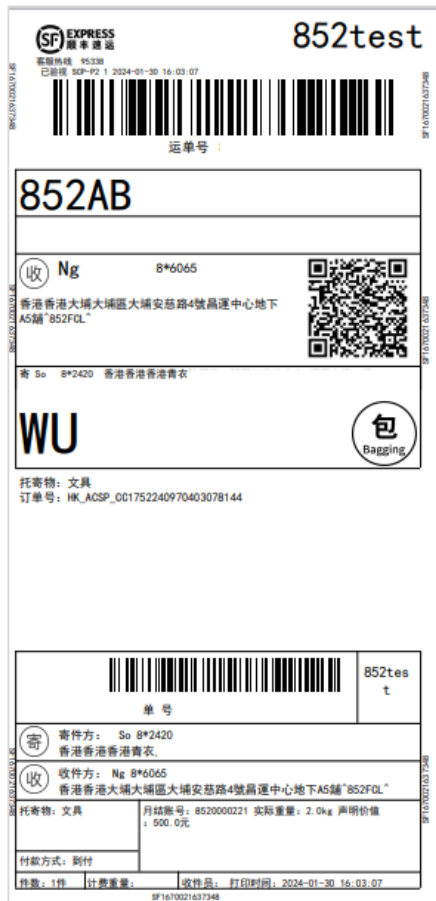 SF EXPRESS
顺丰速运
852test
客服热线 95338
已验视 SCP-P2 1 2024-01-30 16:03:07
SF1670021637348
SF1670021637348
运单号 :
852AB
收 Ng 8*6065
香港香港大埔大埔區大埔安慈路4號昌運中心地下
A5舖^852FCL^
SF1670021637348
SF1670021637348
寄 So 8*2420 香港香港香港青衣
WU
包
Bagging
托寄物: 文具
订单号: HK_ACSP_CC1752240970403078144
852tes
t
单 号
寄 寄件方: So 8*2420
香港香港香港青衣.
收 收件方: Ng 8*6065
香港香港大埔大埔區大埔安慈路4號昌運中心地下A5舖^852FCL^
SF1670021637348
SF1670021637348
托寄物: 文具
月结账号: 8520000221 实际重量: 2.0kg 声明价值
: 500.0元
付款方式: 到付
件数: 1件 计费重量: 收件员: 打印时间: 2024-01-30 16:03:07
SF1670021637348